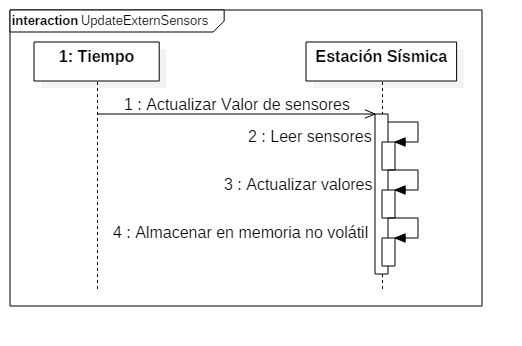 interaction UpdateExternSensors
1: Tiempo
Estación Sísmica
1 : Actualizar Valor de sensores
2 : Leer sensores
3 : Actualizar valores
4 : Almacenar en memoria no volátil